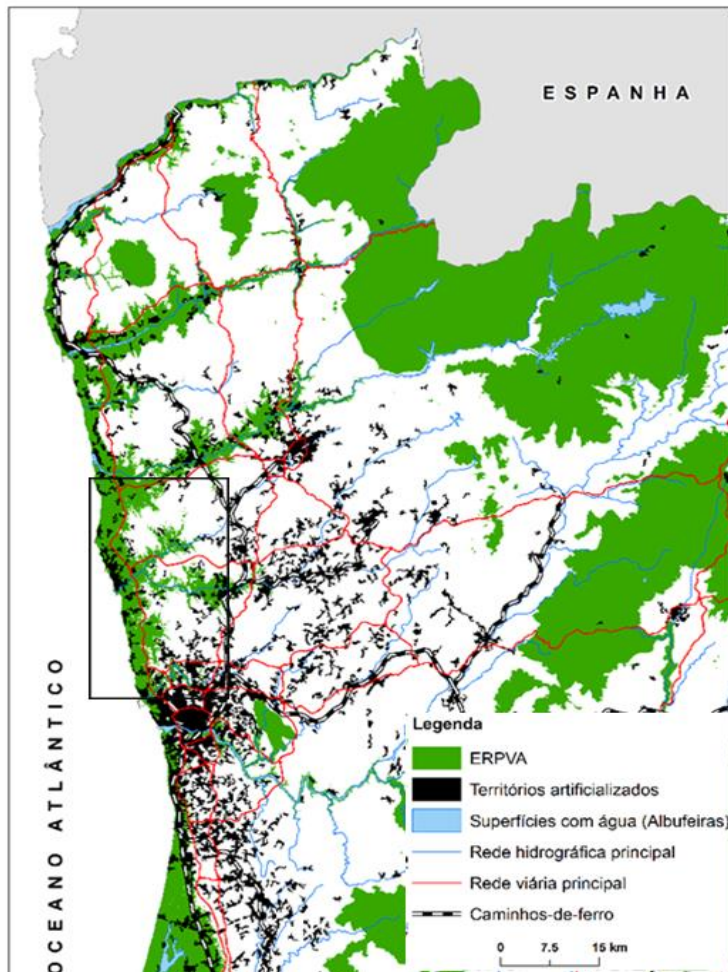 E S P A N H A
OCEANO ATLÂNTICO
Legenda
ERPVA
Territórios artificializados
Superfícies com água (Albufeiras)
Rede hidrográfica principal
Rede viária principal
Caminhos-de-ferro
0 7.5 15 km